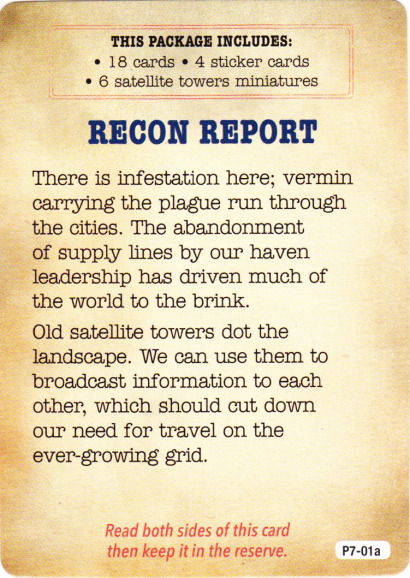 THIS PACKAGE INCLUDES:
• 18 cards • 4 sticker cards
• 6 satellite towers miniatures
RECON REPORT
There is infestation here; vermin
carrying the plague run through
the cities. The abandonment
of supply lines by our haven
leadership has driven much of
the world to the brink.
Old satellite towers dot the
landscape. We can use them to
broadcast information to each
other, which should cut down
our need for travel on the
ever-growing grid.
Read both sides of this card
then keep it in the reserve.
P7-01a